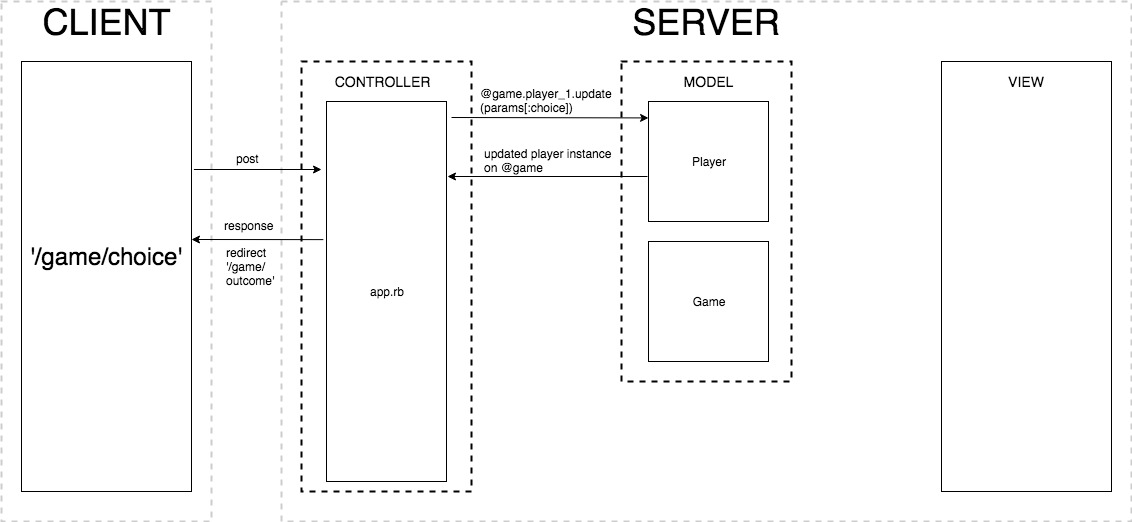 CLIENT
SERVER
CONTROLLER
MODEL
VIEW
@game.player_1.update
(params[:choice])
post
updated player instance
on @game
Player
response
redirect
'/game/
outcome'
'/game/choice'
app.rb
Game